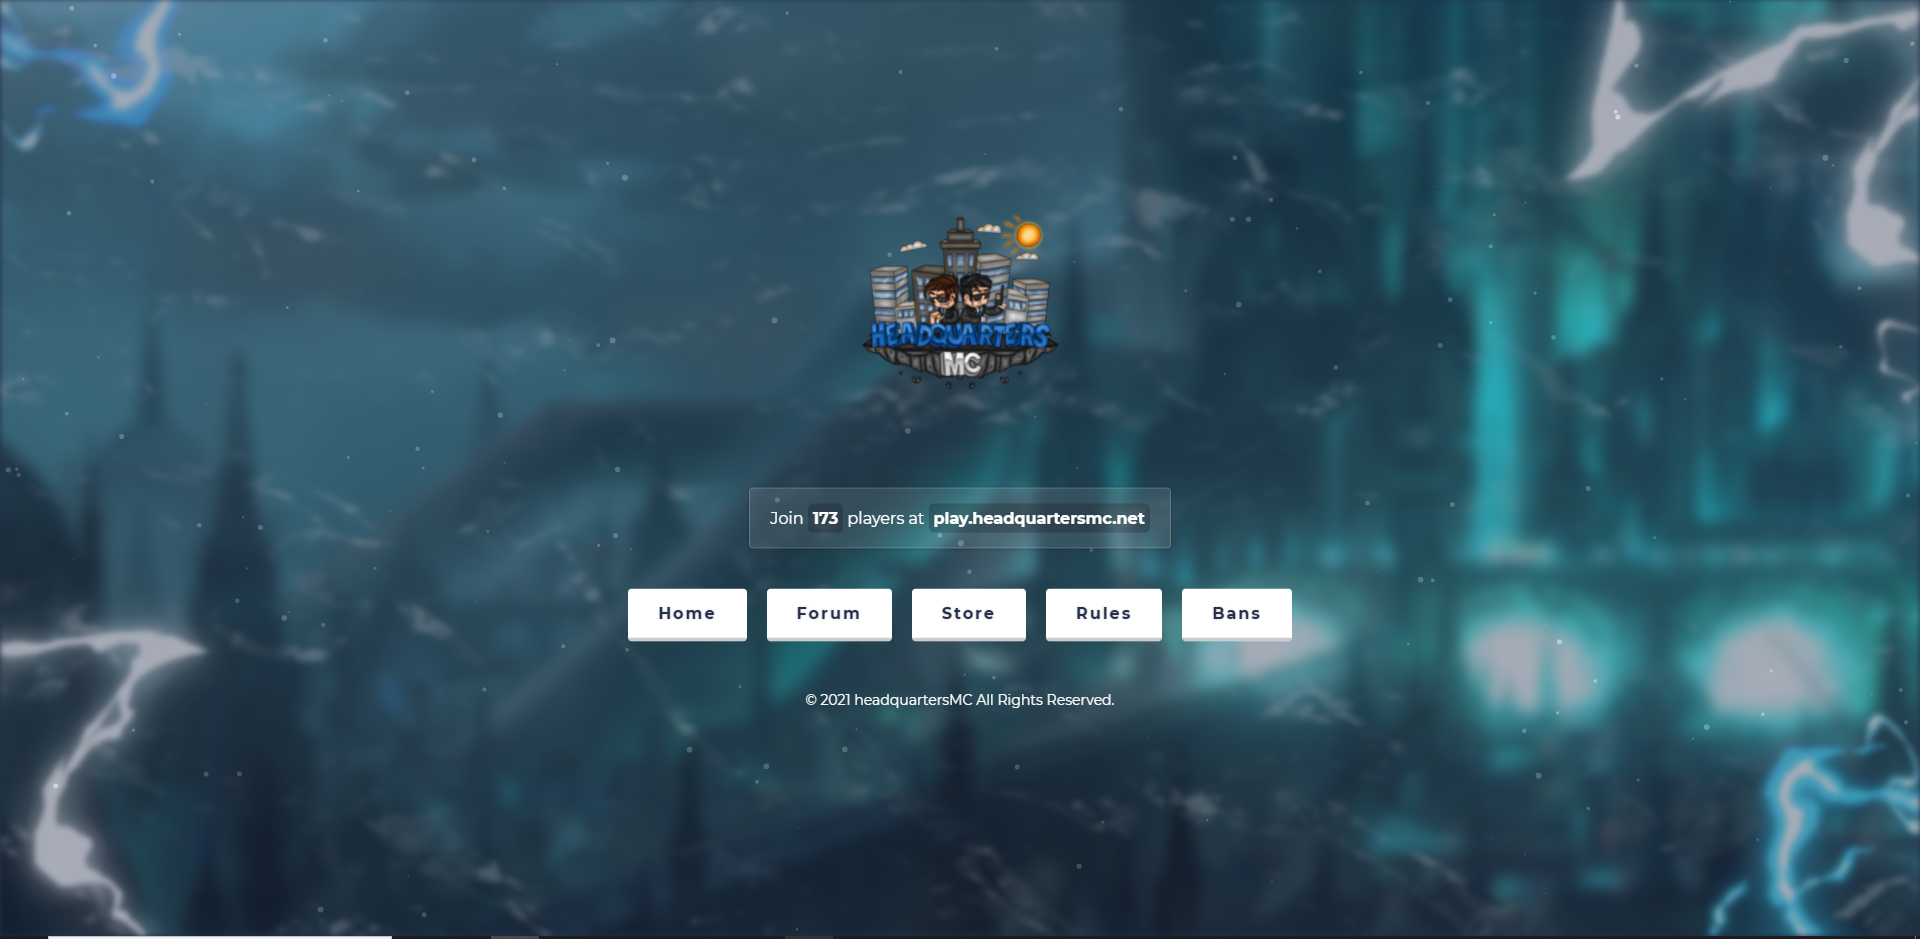 HEADQUARTERS
MC
Join 173 players at play.headquartersmc.net
Home Forum Store Rules Bans
© 2021 headquartersMC All Rights Reserved.